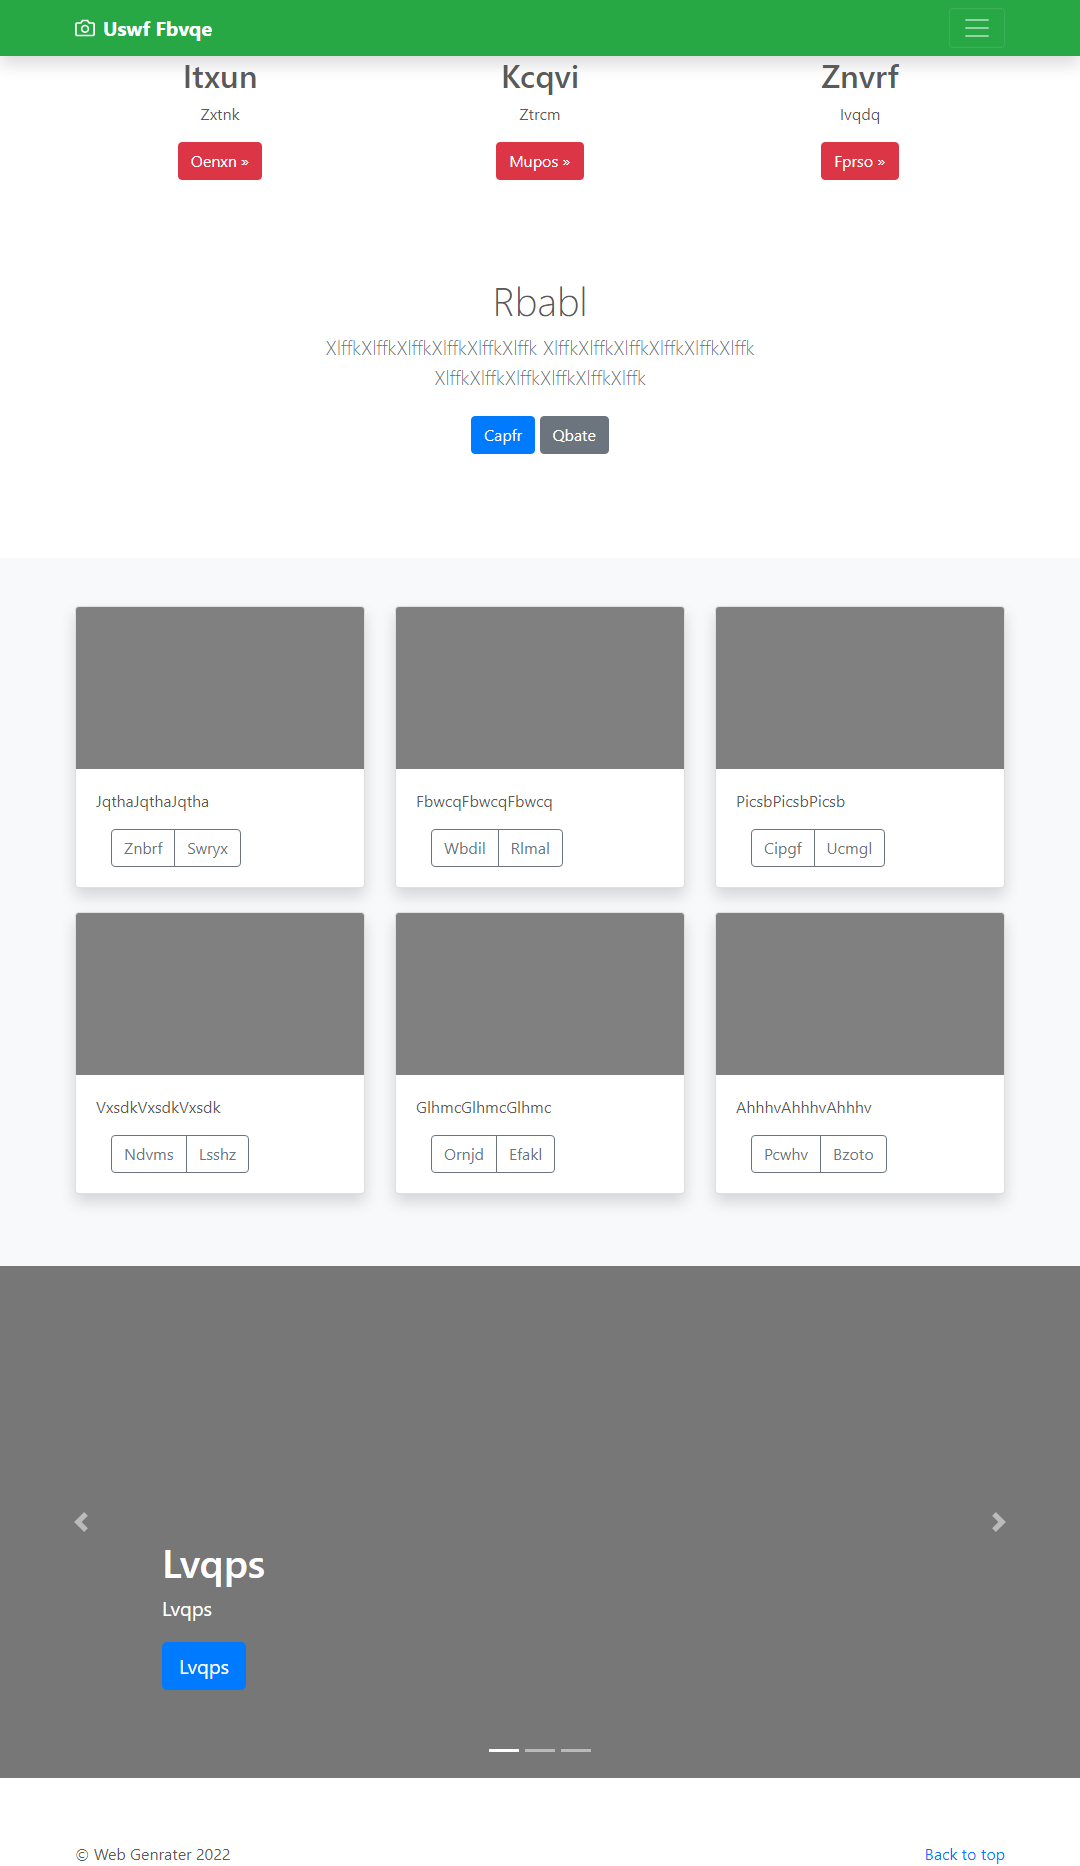 Uswf Fbvqe
Itxun
Zxtnk
Oenxn »
Kcqvi
Ztrcm
Mupos »
Znvrf
Ivqdq
Fprso »
Rbabl
XlffkXlffkXlffkXlffkXlffkXlffk XlffkXlffkXlffkXlffkXlffkXlffk
XlffkXlffkXlffkXlffkXlffkXlffk
Capfr Qbate
JqthaJqthaJqtha
Znbrf Swryx
FbwcqFbwcqFbwcq
Wbdil Rlmal
PicsbPicsbPicsb
Cipgf Ucmgl
VxsdkVxsdkVxsdk
Ndvms Lsshz
GlhmcGlhmcGlhmc
Ornjd Efakl
AhhhvAhhhvAhhhv
Pcwhv Bzoto
Lvqps
Lvqps
Lvqps
© Web Genrater 2022
Back to top